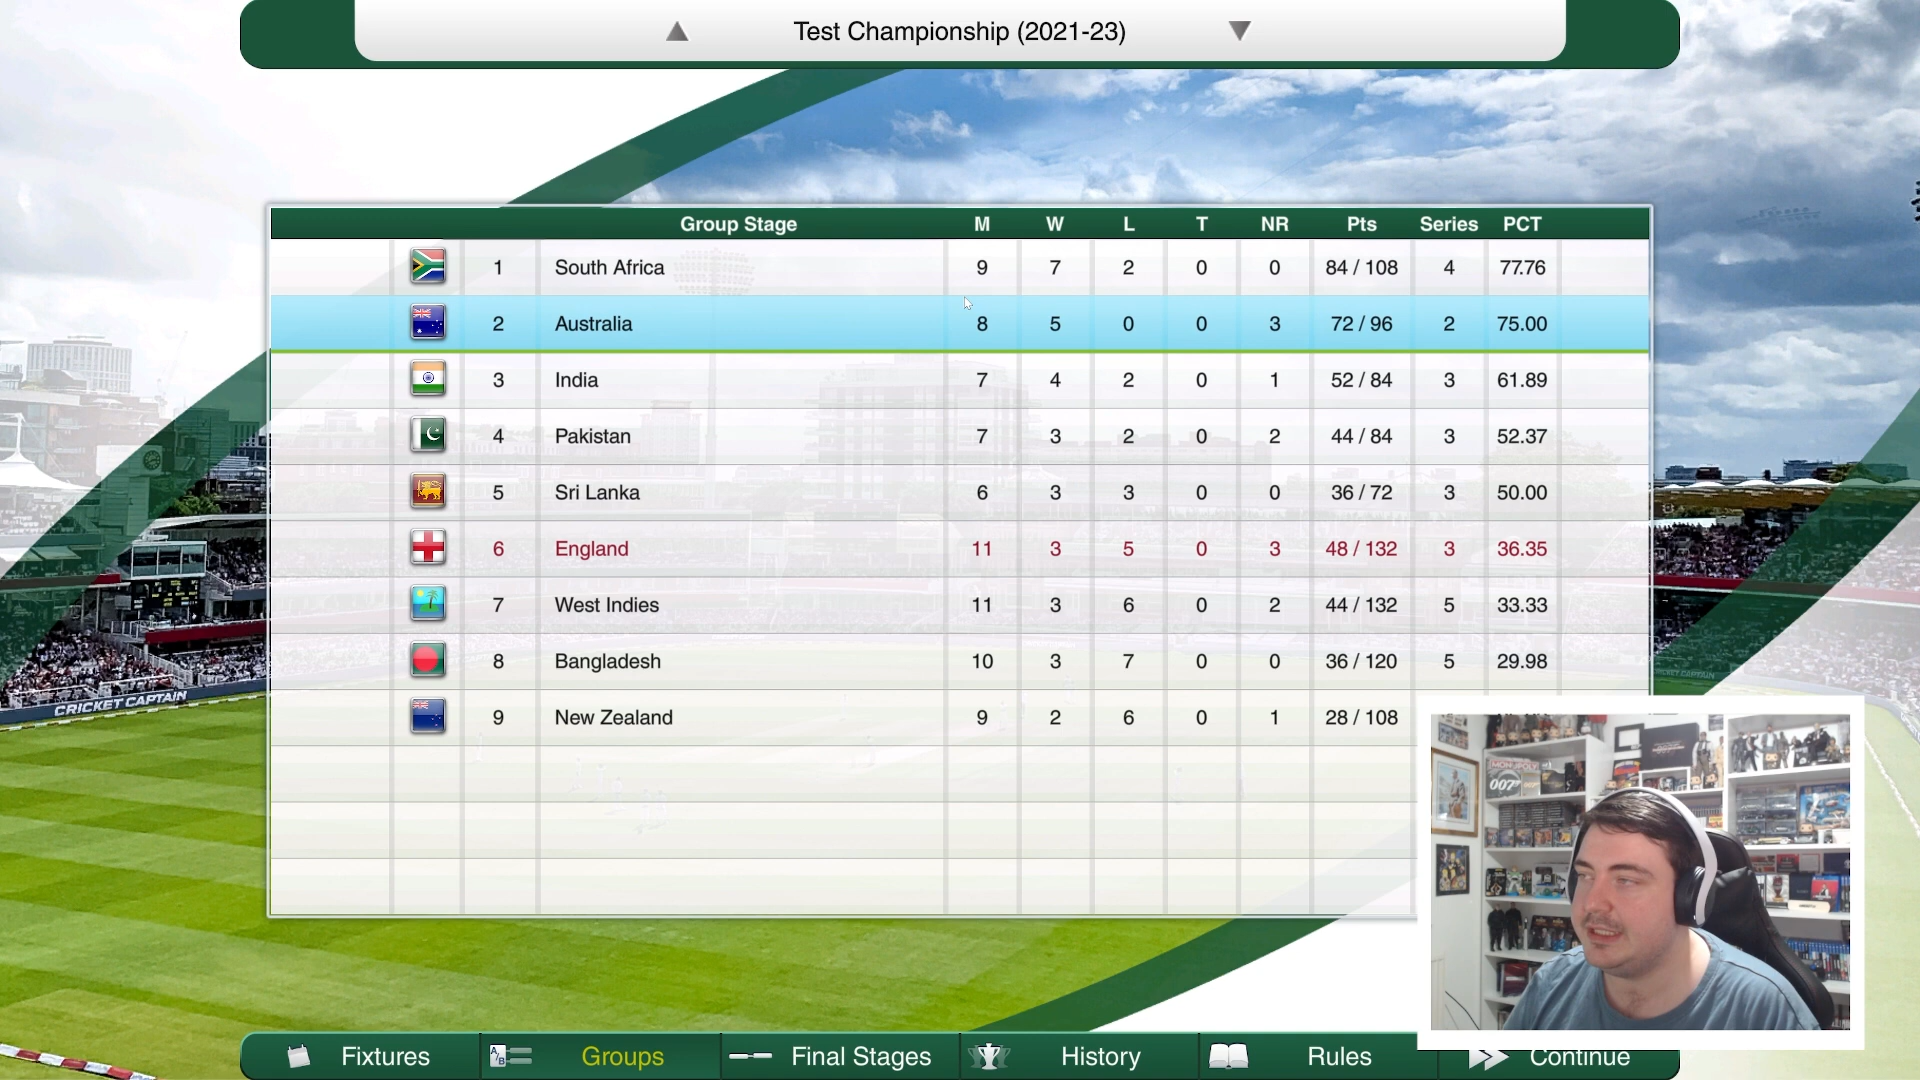 Test Championship (2021-23)
Group Stage M W L T NR Pts Series PCT
1 South Africa 9 7 2 0 0 84 / 108 4 77.76
2 Australia 8 5 0 0 3 72 / 96 2 75.00
3 India 7 4 2 0 1 52 / 84 3 61.89
4 Pakistan 7 3 2 0 2 44 / 84 3 52.37
5 Sri Lanka 6 3 3 0 0 36 / 72 3 50.00
6 England 11 3 5 0 3 48 / 132 3 36.35
7 West Indies 11 3 6 0 2 44 / 132 5 33.33
8 Bangladesh 10 3 7 0 0 36 / 120 5 29.98
9 New Zealand 9 2 6 0 1 28 / 108
CRICKET CAPTAIN
CRICKET CAPTAIN
MONOPOLY
007
A/B
Fixtures Groups Final Stages History Rules Continue